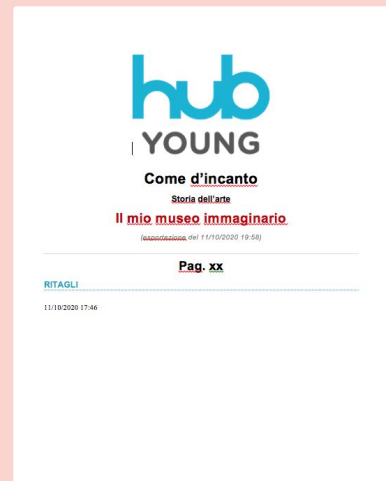 hub
YOUNG
Come d'incanto
Storia dell'arte
Il mio museo immaginario
(esportazione del 11/10/2020 19:58)
Pag. xx
RITAGLI
11/10/2020 17:46